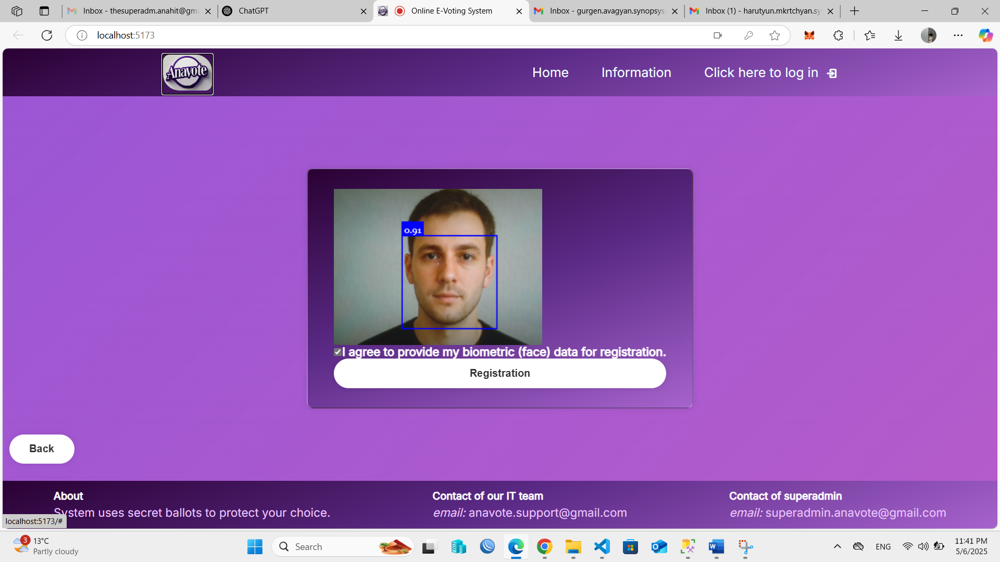 Inbox - thesuperadm.anahit@gma
ChatGPT
Online E-Voting System
Inbox - gurgen.avagyan.synopsys
Inbox (1) - harutyun.mkrtchyan.sy
localhost:5173
Anavote
Home
Information
Click here to log in
0.91
I agree to provide my biometric (face) data for registration.
Registration
Back
About
System uses secret ballots to protect your choice.
Contact of our IT team
email: anavote.support@gmail.com
Contact of superadmin
email: superadmin.anavote@gmail.com
localhost:5173/#
3
13°C
Partly cloudy
Search
ENG
11:41 PM
5/6/2025